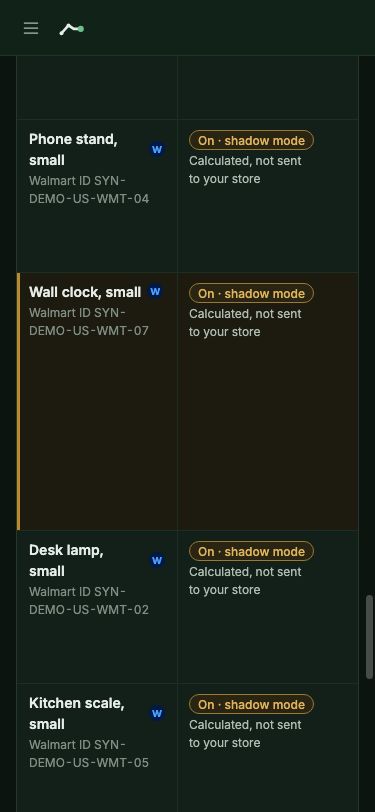 Phone stand,
small
W
Walmart ID SYN-
DEMO-US-WMT-04
On · shadow mode
Calculated, not sent
to your store
Wall clock, small
W
Walmart ID SYN-
DEMO-US-WMT-07
On · shadow mode
Calculated, not sent
to your store
Desk lamp,
small
W
Walmart ID SYN-
DEMO-US-WMT-02
On · shadow mode
Calculated, not sent
to your store
Kitchen scale,
small
W
Walmart ID SYN-
DEMO-US-WMT-05
On · shadow mode
Calculated, not sent
to your store